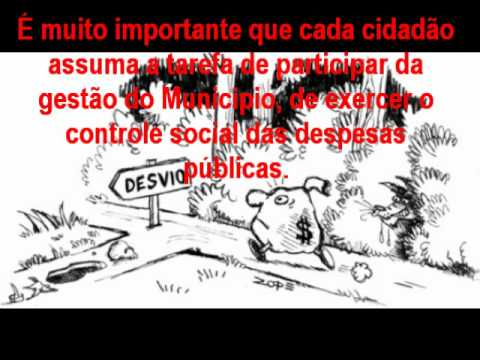 É muito importante que cada cidadão
assuma a tarefa de participar da
gestão do Município, de exercer o
controle social das despesas
públicas.
DESVIO
$
ZOPE